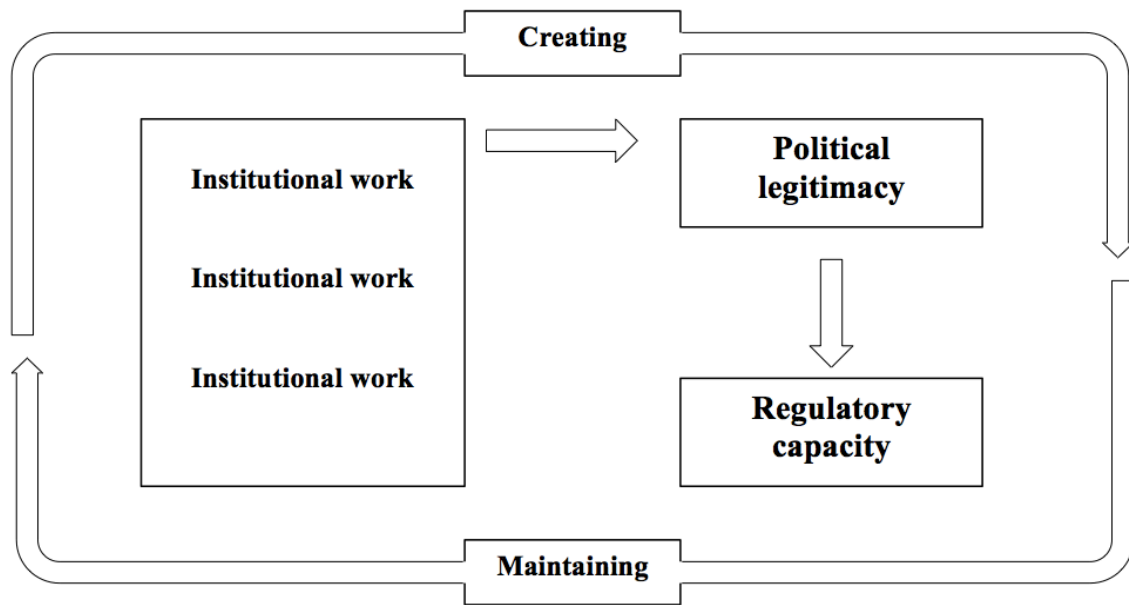 Creating
Institutional work
Institutional work
Institutional work
Political
legitimacy
Regulatory
capacity
Maintaining